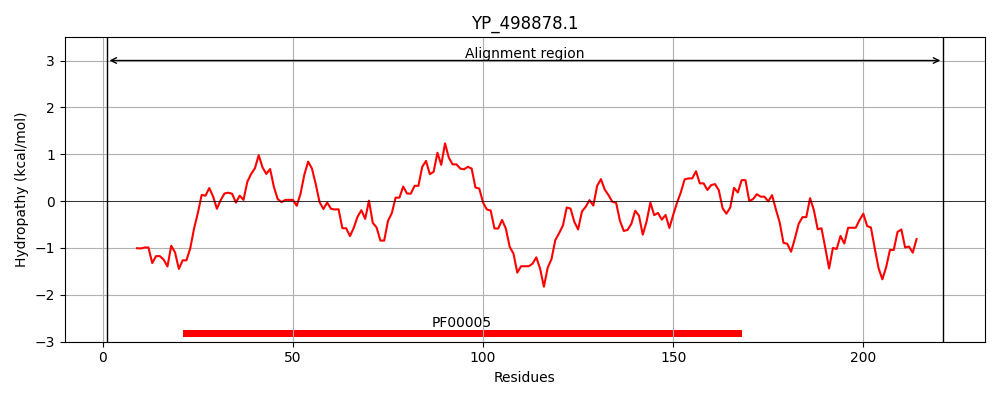 YP_498878.1
Alignment region
3
2
1
0
−1
−2
−3
Hydropathy (kcal/mol)
PF00005
0 50 100 150 200
Residues